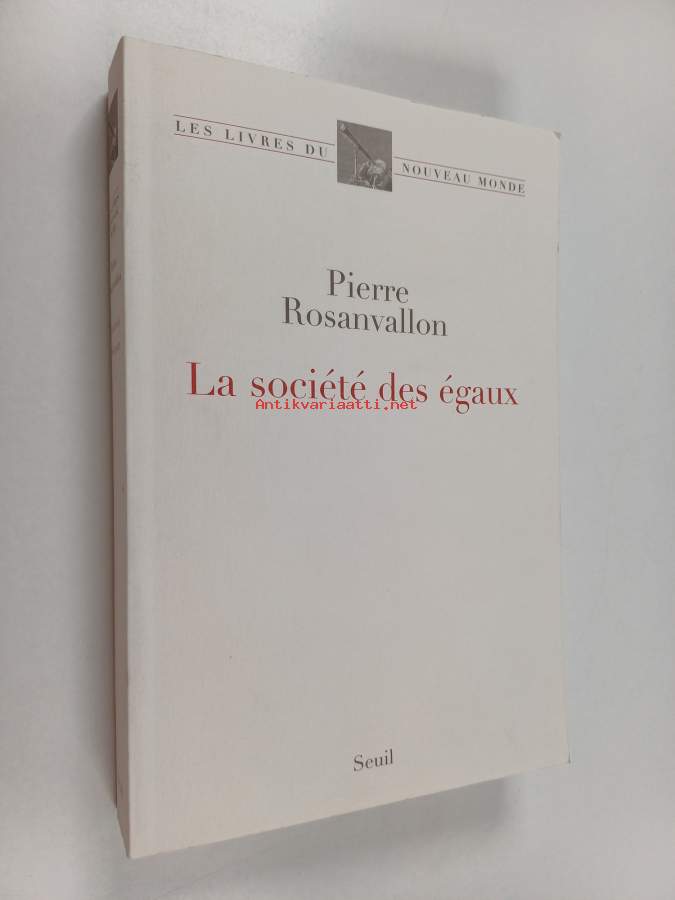 LES LIVRES DU NOUVEAU MONDE
Pierre
Rosanvallon
La société des égaux
Antikvariaatti.net
Seuil